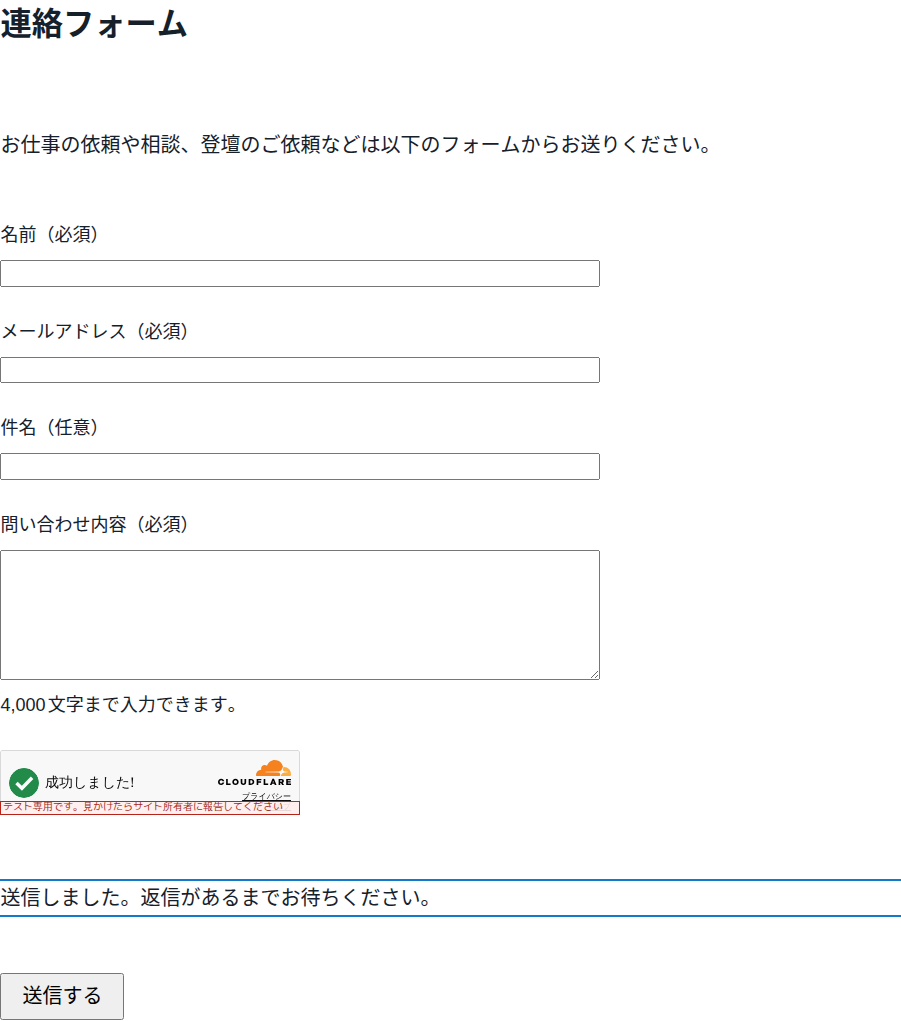 連絡フォーム
お仕事の依頼や相談、登壇のご依頼などは以下のフォームからお送りください。
名前（必須）
メールアドレス（必須）
件名（任意）
問い合わせ内容（必須）
4,000文字まで入力できます。
成功しました!
CLOUDFLARE
プライバシー
テスト専用です。見かけたらサイト所有者に報告してください
送信しました。返信があるまでお待ちください。
送信する